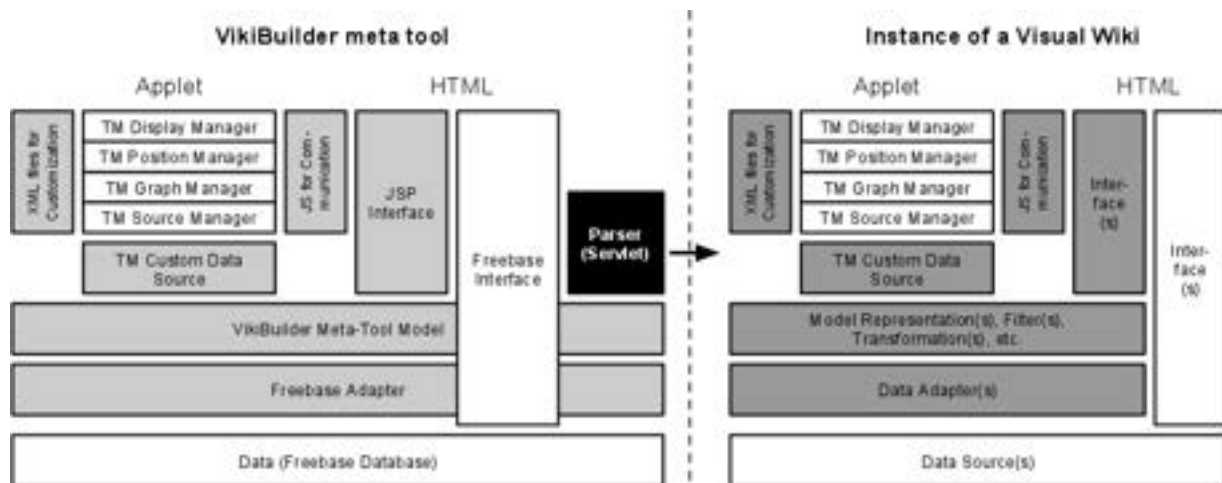 VikiBuilder meta tool
Applet
HTML
XML files for
Customization
TM Display Manager
TM Position Manager
TM Graph Manager
TM Source Manager
TM Custom Data
Source
JS for Com-
munication
JSP
Interface
Freebase
Interface
Parser
(Servlet)
VikiBuilder Meta-Tool Model
Freebase Adapter
Data (Freebase Database)
Instance of a Visual Wiki
Applet
HTML
XML files for
Customization
TM Display Manager
TM Position Manager
TM Graph Manager
TM Source Manager
TM Custom Data
Source
JS for Com-
munication
Inter-
face
(s)
Inter-
face
(s)
Model Representation(s), Filter(s),
Transformation(s), etc.
Data Adapter(s)
Data Source(s)